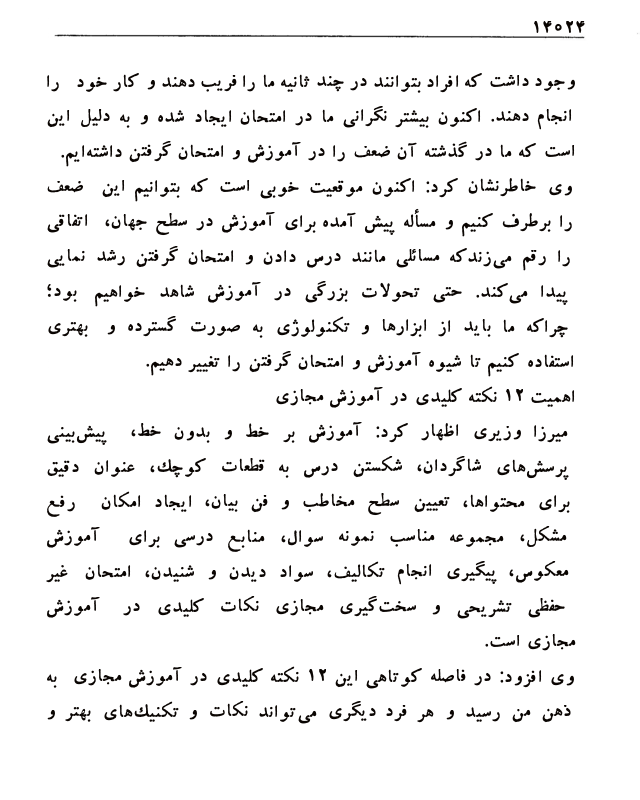 ۱۴۰۲۴
وجود داشت که افراد بتوانند در چند ثانیه ما را فریب دهند و کار خود را
انجام دهند. اکنون بیشتر نگرانی ما در امتحان ایجاد شده و به دلیل این
است که ما در گذشته آن ضعف را در آموزش و امتحان گرفتن داشته‌ایم.
وی خاطرنشان کرد: اکنون موقعیت خوبی است که بتوانیم این ضعف
را برطرف کنیم و مسأله پیش آمده برای آموزش در سطح جهان، اتفاقی
را رقم می‌زندکه مسائلی مانند درس دادن و امتحان گرفتن رشد نمایی
پیدا می‌کند. حتی تحولات بزرگی در آموزش شاهد خواهیم بود؛
چراکه ما باید از ابزارها و تکنولوژی به صورت گسترده و بهتری
استفاده کنیم تا شیوه آموزش و امتحان گرفتن را تغییر دهیم.
اهمیت ۱۲ نکته کلیدی در آموزش مجازی
میرزا وزیری اظهار کرد: آموزش بر خط و بدون خط، پیش‌بینی
پرسش‌های شاگردان، شکستن درس به قطعات کوچك، عنوان دقیق
برای محتواها، تعیین سطح مخاطب و فن بیان، ایجاد امکان رفع
مشکل، مجموعه مناسب نمونه سوال، منابع درسی برای آموزش
معکوس، پیگیری انجام تکالیف، سواد دیدن و شنیدن، امتحان غیر
حفظی تشریحی و سخت‌گیری مجازی نکات کلیدی در آموزش
مجازی است.
وی افزود: در فاصله کوتاهی این ۱۲ نکته کلیدی در آموزش مجازی به
ذهن من رسید و هر فرد دیگری می‌تواند نکات و تکنیك‌های بهتر و